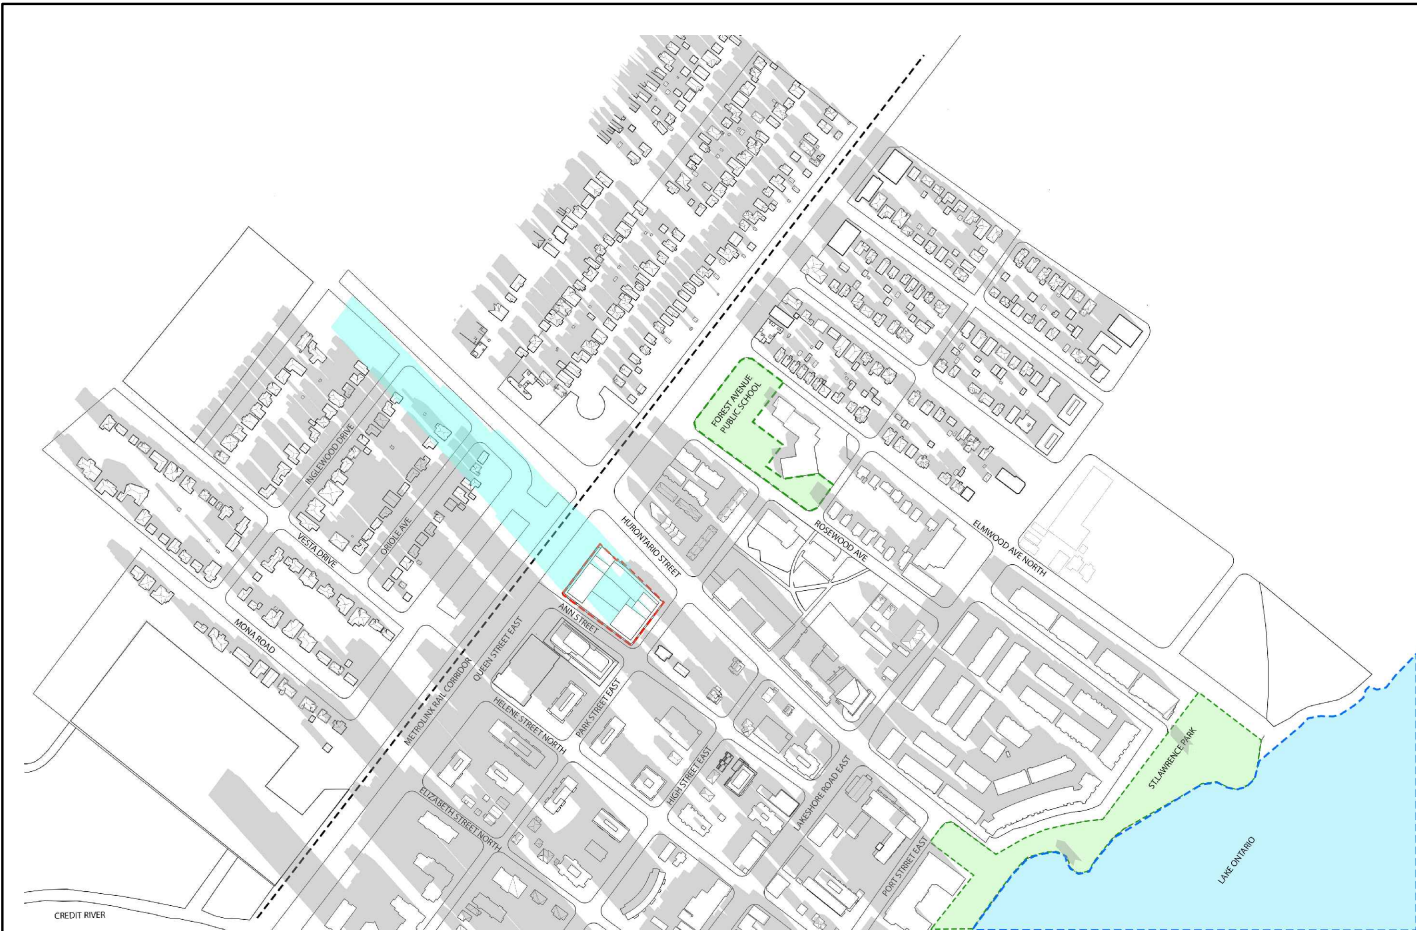 FOREST AVENUE
PUBLIC SCHOOL
INGLEWOOD DRIVE
ORIOLE AVE
VESTA DRIVE
MONA ROAD
HURONTARIO STREET
ROSEWOOD AVE
ELMWOOD AVE NORTH
ANN STREET
QUEEN STREET EAST
METROLINX RAIL CORRIDOR
HELENE STREET NORTH
PARK STREET EAST
HIGH STREET EAST
ELIZABETH STREET NORTH
LAKESHORE ROAD EAST
PORT STRRET EAST
ST.LAWRENCE PARK
LAKE ONTARIO
CREDIT RIVER